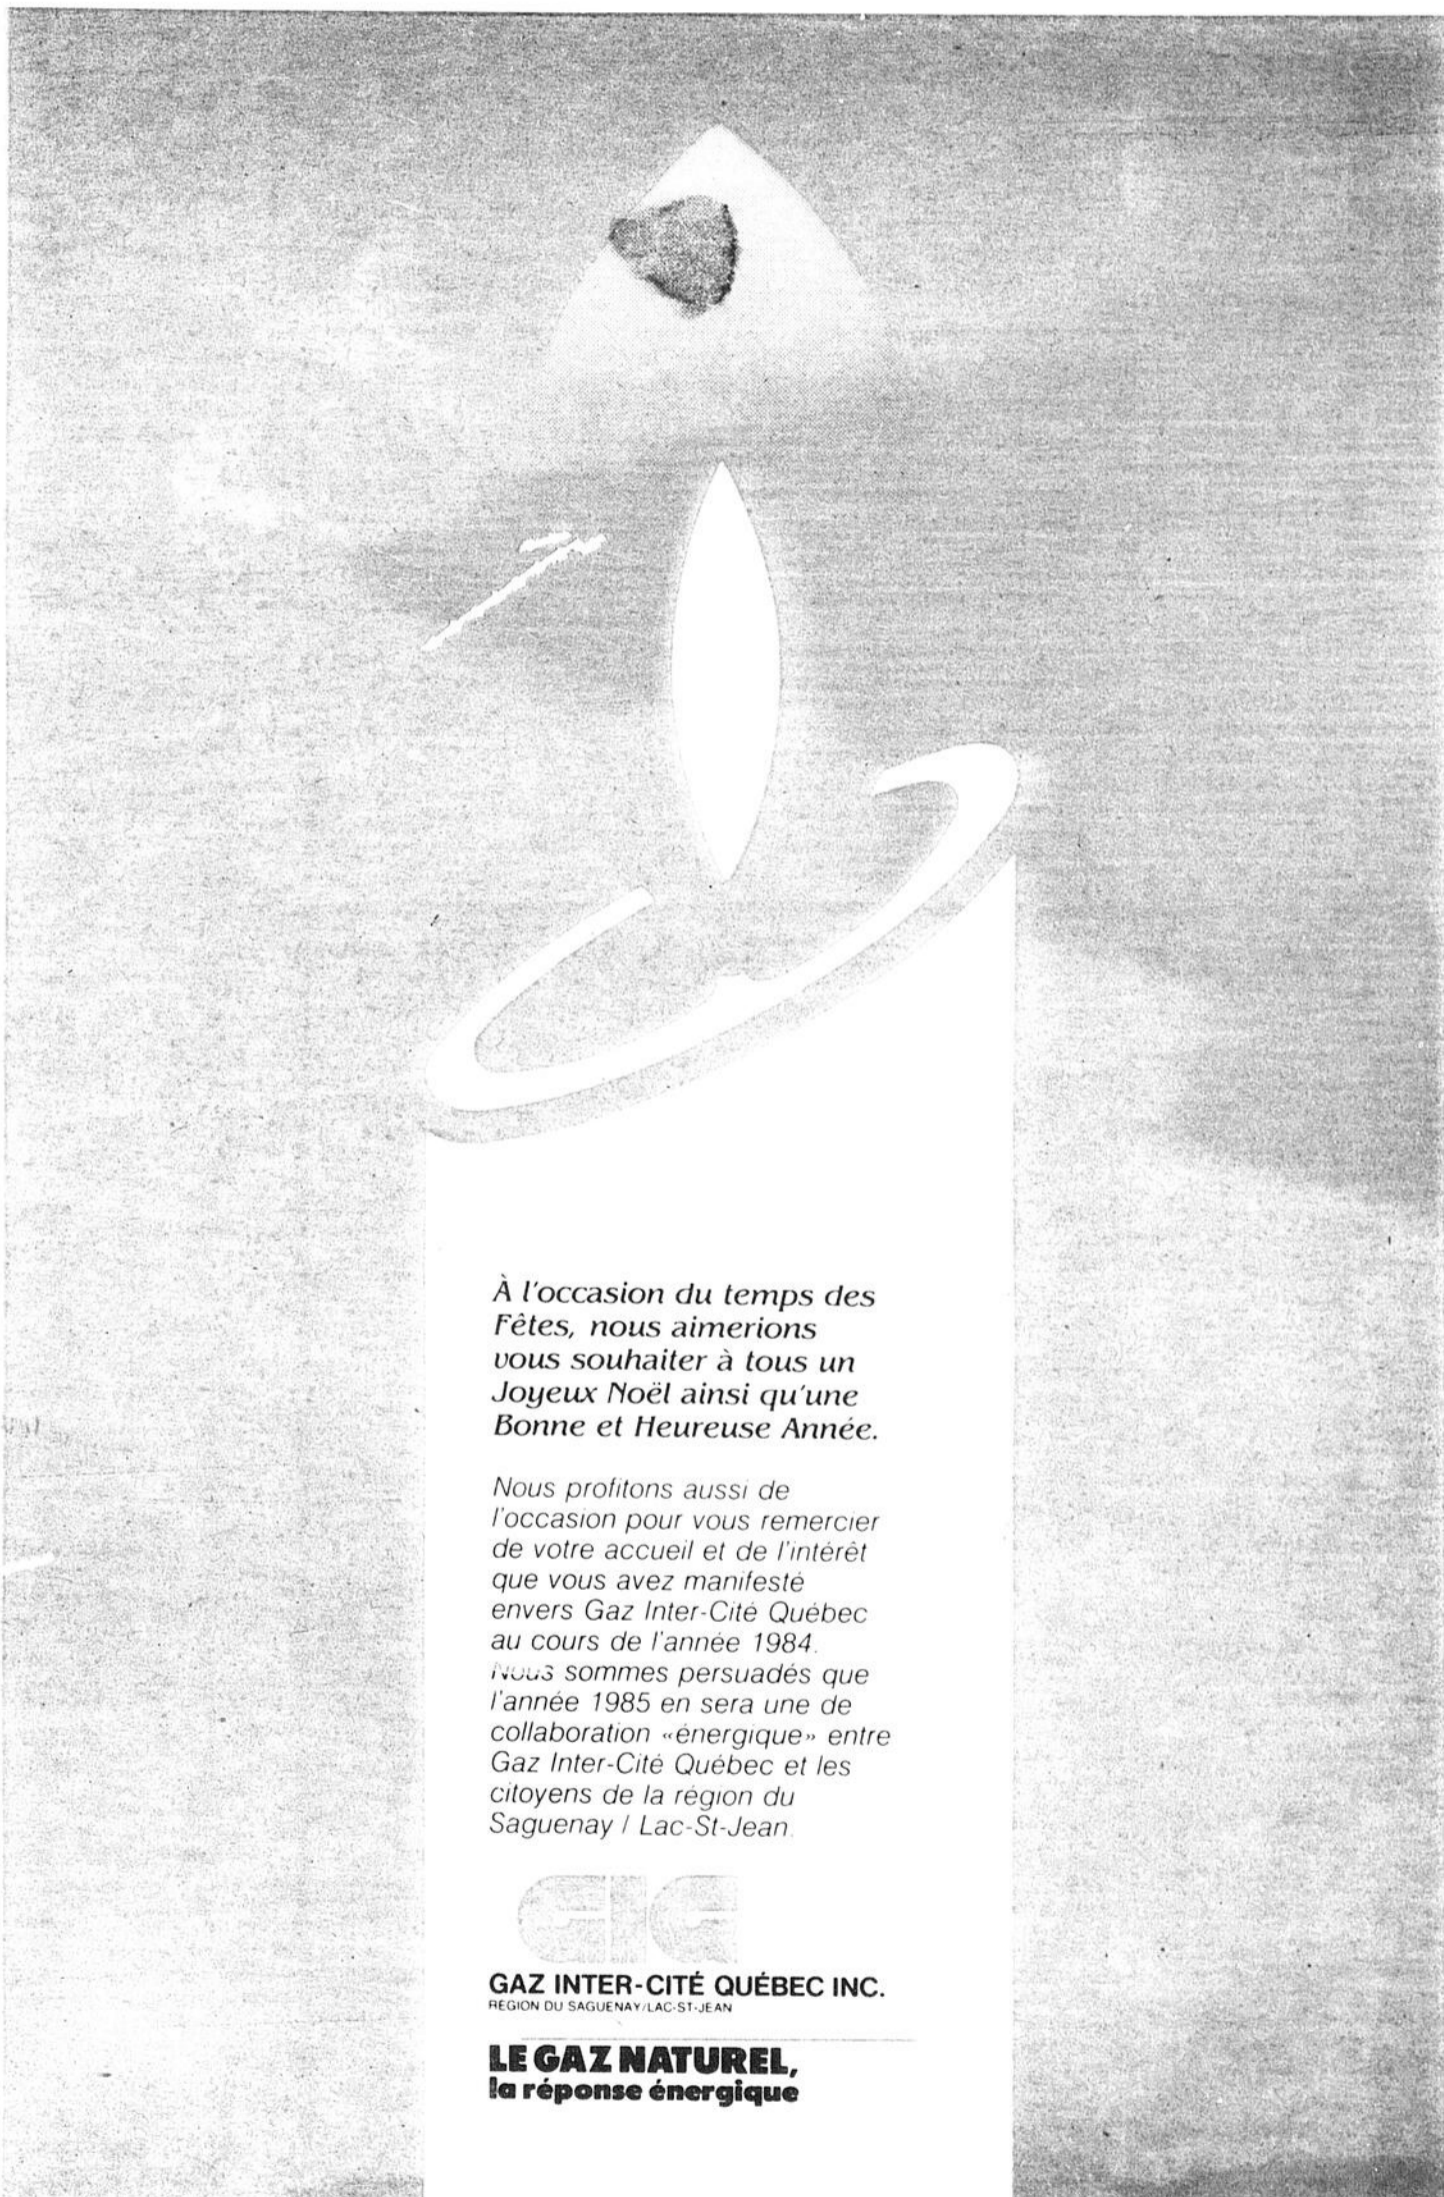 À l'occasion du temps des
Fêtes, nous aimerions
vous souhaiter à tous un
Joyeux Noël ainsi qu'une
Bonne et Heureuse Année.
Nous profitons aussi de
l'occasion pour vous remercier
de votre accueil et de l'intérêt
que vous avez manifesté
envers Gaz Inter-Cité Québec
au cours de l'année 1984.
Nous sommes persuadés que
l'année 1985 en sera une de
collaboration «énergique» entre
Gaz Inter-Cité Québec et les
citoyens de la région du
Saguenay / Lac-St-Jean.
GIC
GAZ INTER-CITÉ QUÉBEC INC.
RÉGION DU SAGUENAY/LAC-ST-JEAN
LE GAZ NATUREL,
la réponse énergique